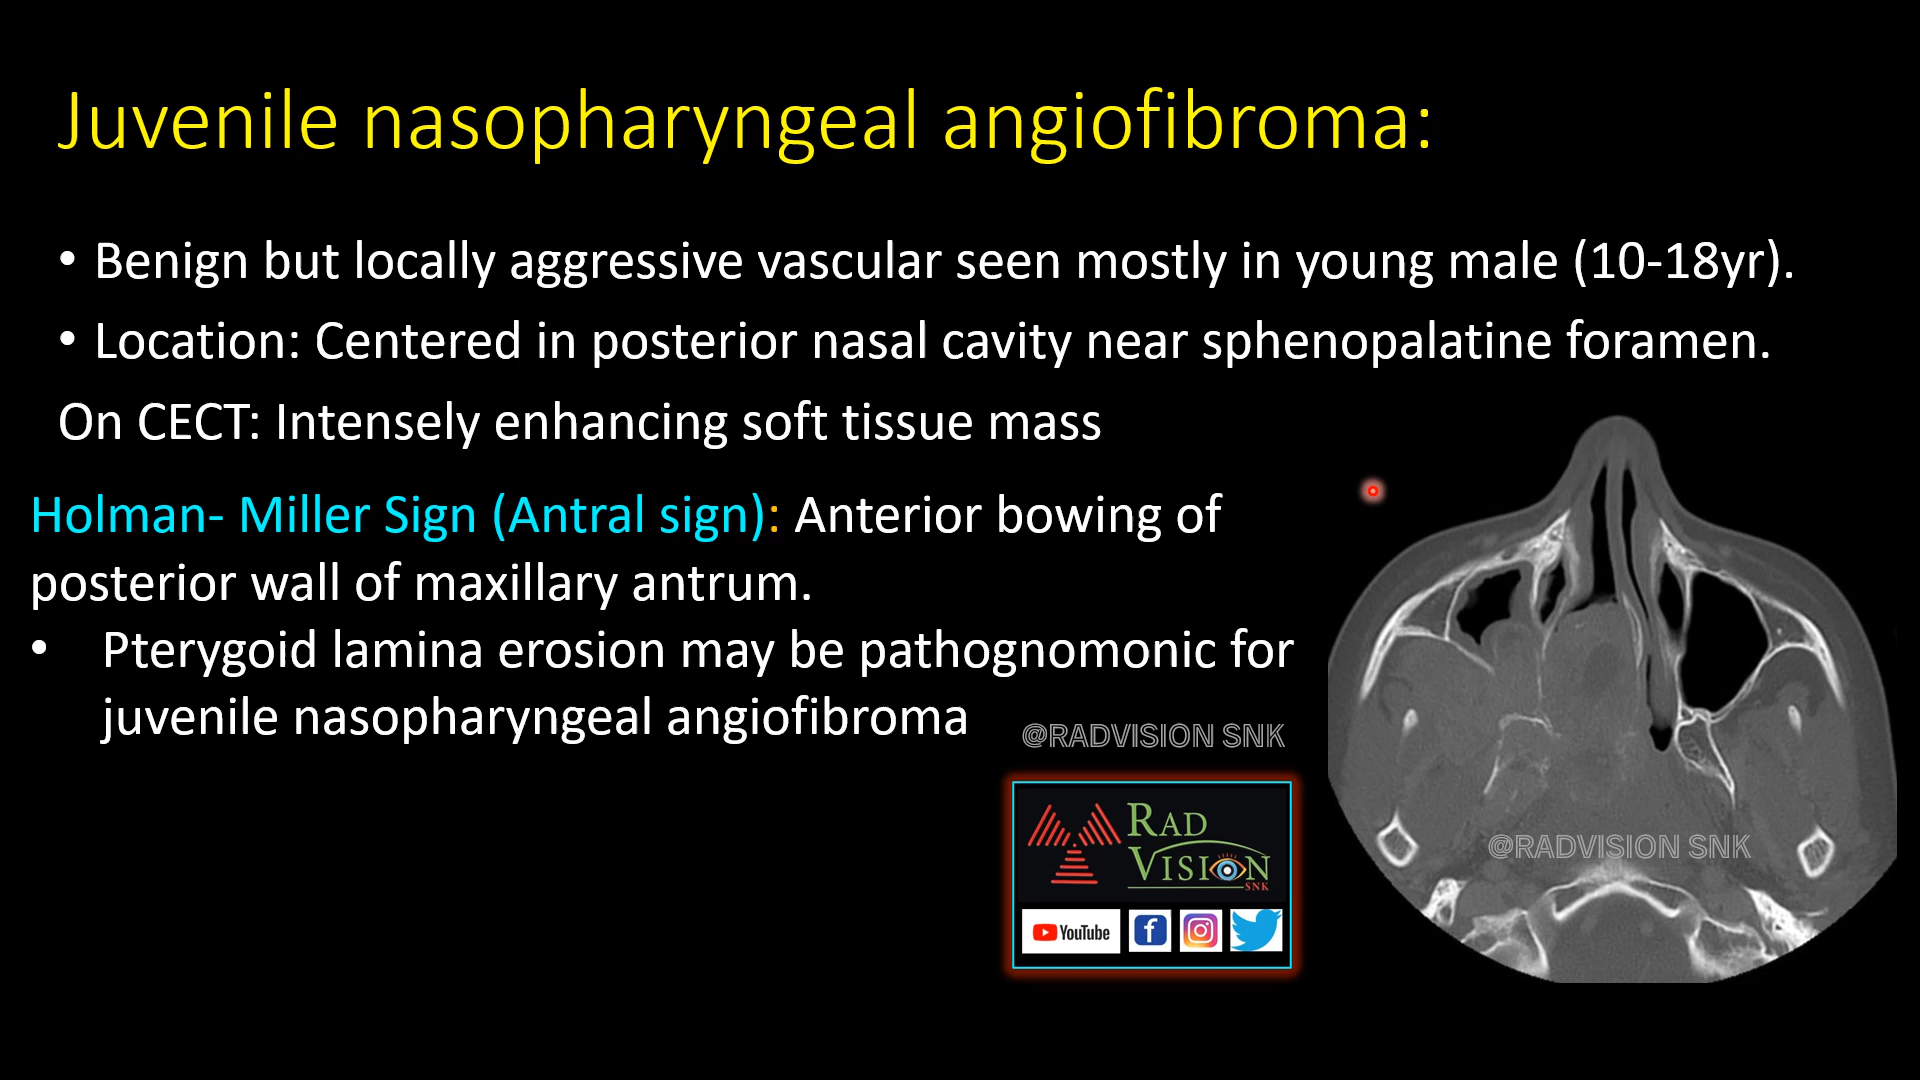 Juvenile nasopharyngeal angiofibroma:
• Benign but locally aggressive vascular seen mostly in young male (10-18yr).
• Location: Centered in posterior nasal cavity near sphenopalatine foramen.
On CECT: Intensely enhancing soft tissue mass
Holman- Miller Sign (Antral sign): Anterior bowing of
posterior wall of maxillary antrum.
• Pterygoid lamina erosion may be pathognomonic for
juvenile nasopharyngeal angiofibroma
@RADVISION SNK
RAD
VISION
SNK
YouTube
f
@RADVISION SNK